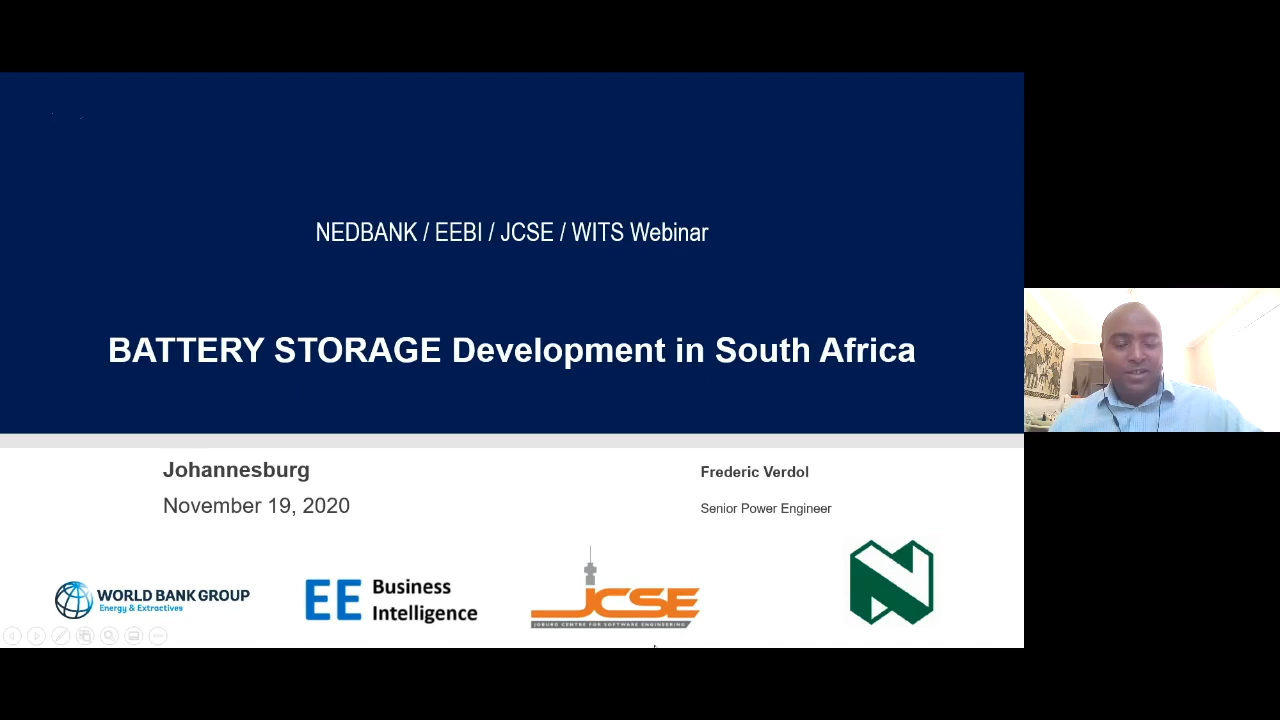 NEDBANK / EEBI / JCSE / WITS Webinar
BATTERY STORAGE Development in South Africa
Johannesburg
November 19, 2020
Frederic Verdol
Senior Power Engineer
WORLD BANK GROUP
Energy & Extractives
EE Business
Intelligence
JCSE
JOBURG CENTRE FOR SOFTWARE ENGINEERING
N